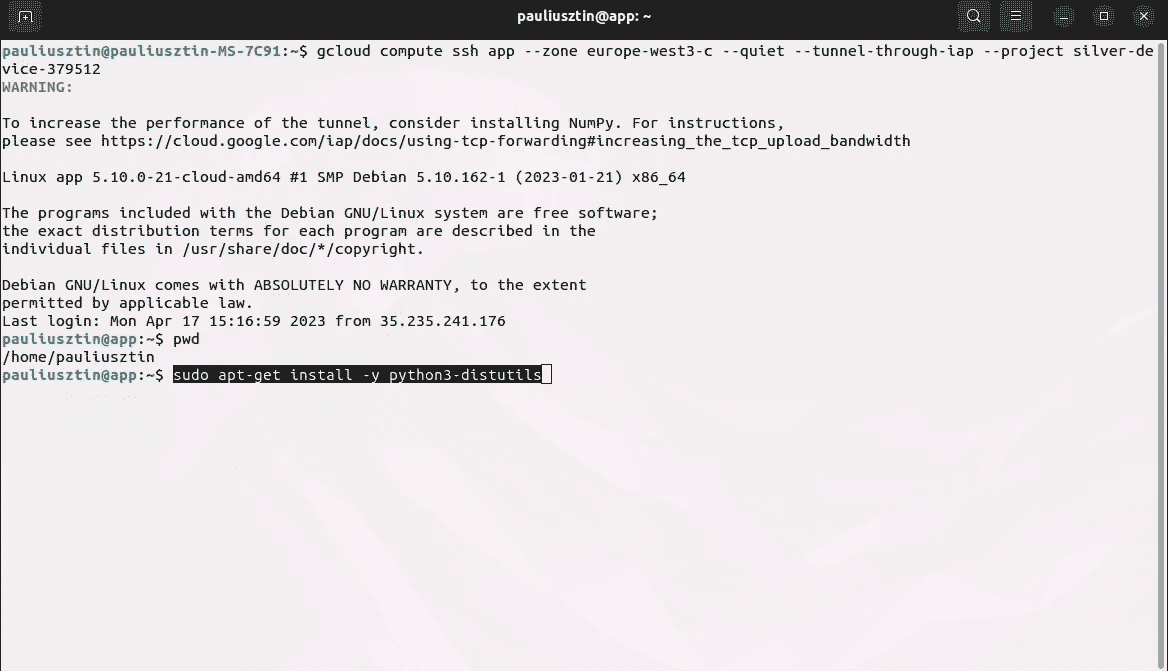 pauliusztin@app: ~
pauliusztin@pauliusztin-MS-7C91:~$ gcloud compute ssh app --zone europe-west3-c --quiet --tunnel-through-iap --project silver-de
vice-379512
WARNING:
To increase the performance of the tunnel, consider installing NumPy. For instructions,
please see https://cloud.google.com/iap/docs/using-tcp-forwarding#increasing_the_tcp_upload_bandwidth
Linux app 5.10.0-21-cloud-amd64 #1 SMP Debian 5.10.162-1 (2023-01-21) x86_64
The programs included with the Debian GNU/Linux system are free software;
the exact distribution terms for each program are described in the
individual files in /usr/share/doc/*/copyright.
Debian GNU/Linux comes with ABSOLUTELY NO WARRANTY, to the extent
permitted by applicable law.
Last login: Mon Apr 17 15:16:59 2023 from 35.235.241.176
pauliusztin@app:~$ pwd
/home/pauliusztin
pauliusztin@app:~$ sudo apt-get install -y python3-distutils